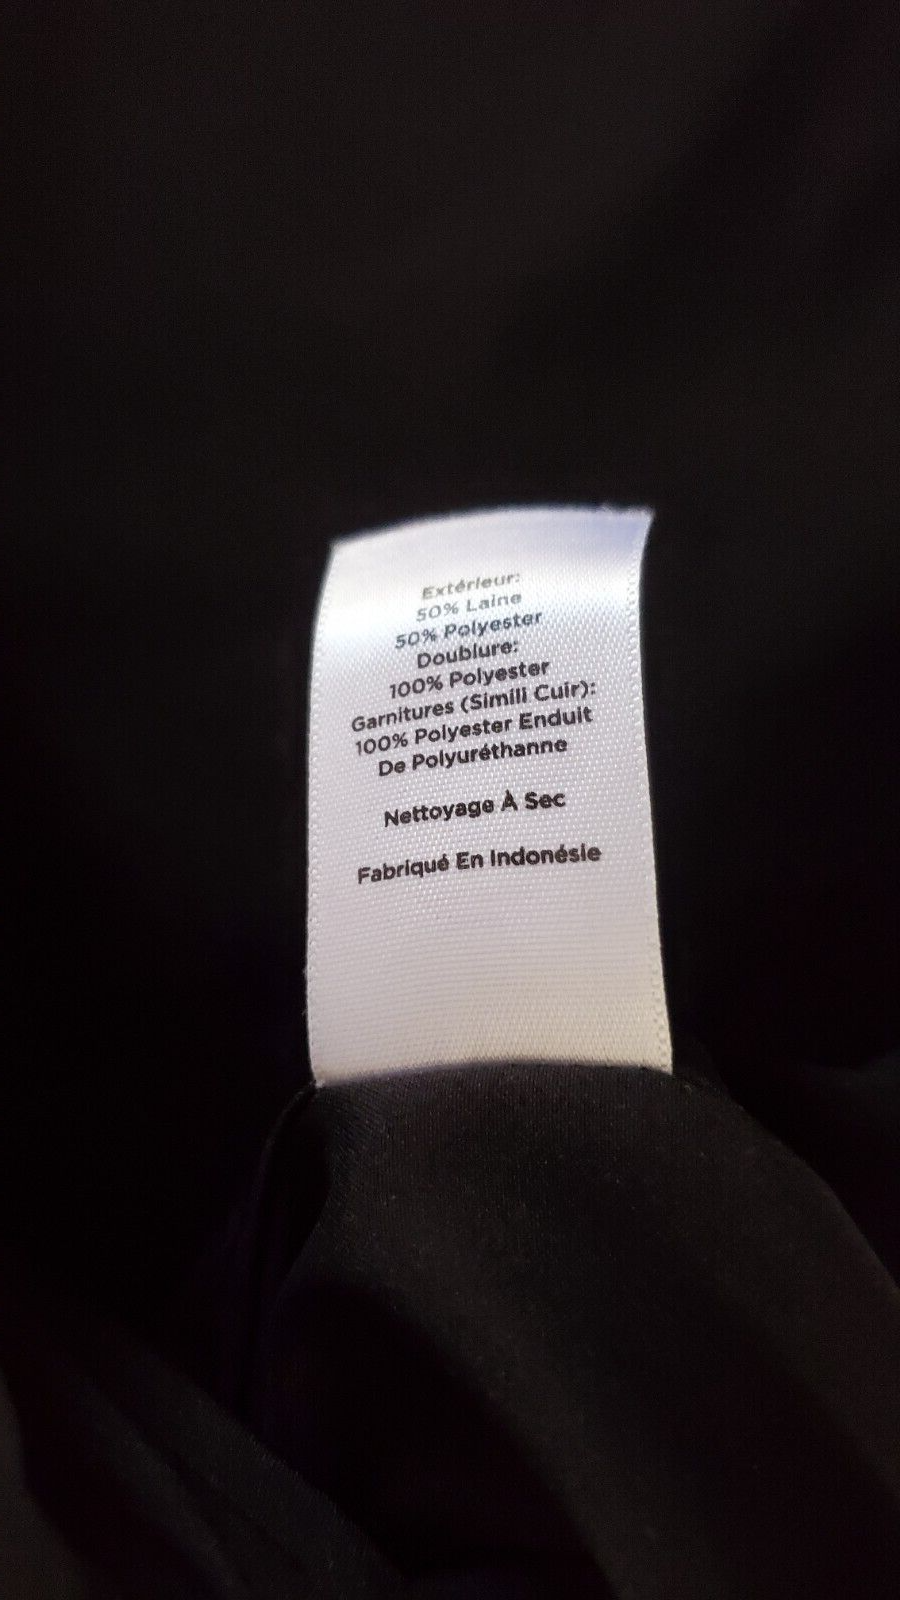 Extérieur:
50% Laine
50% Polyester
Doublure:
100% Polyester
Garnitures (Simili Cuir):
100% Polyester Enduit
De Polyuréthanne
Nettoyage À Sec
Fabriqué En Indonésie